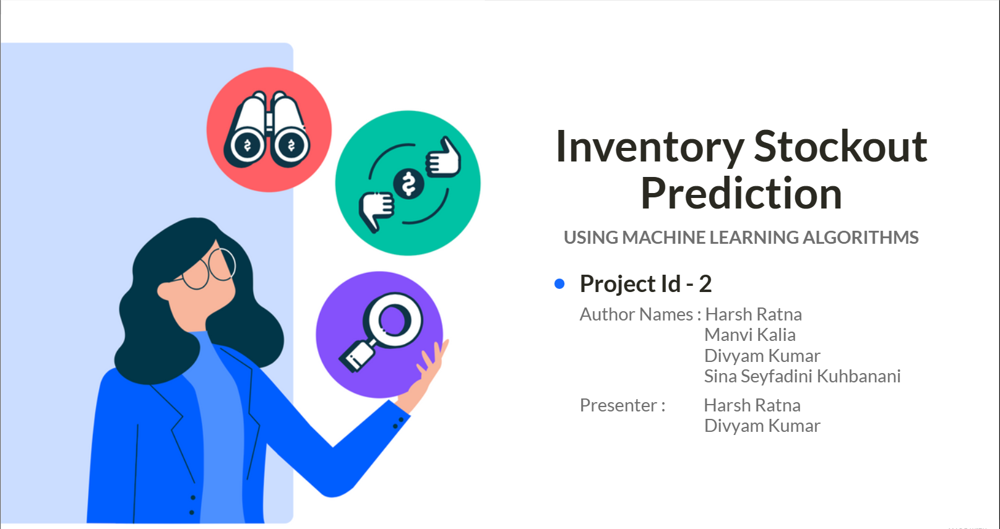 Inventory Stockout
Prediction
USING MACHINE LEARNING ALGORITHMS
Project Id - 2
Author Names : Harsh Ratna
Manvi Kalia
Divyam Kumar
Sina Seyfadini Kuhbanani
Presenter : Harsh Ratna
Divyam Kumar